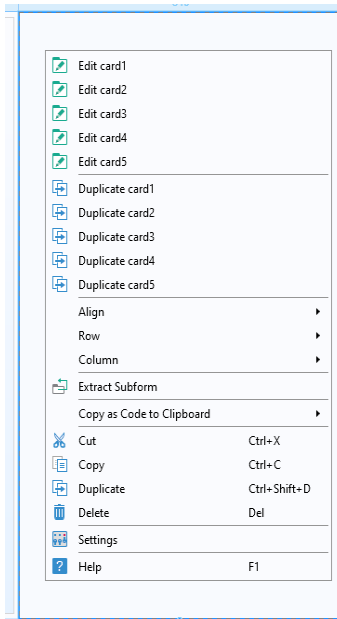 Edit card1
Edit card2
Edit card3
Edit card4
Edit card5
Duplicate card1
Duplicate card2
Duplicate card3
Duplicate card4
Duplicate card5
Align
Row
Column
Extract Subform
Copy as Code to Clipboard
Cut Ctrl+X
Copy Ctrl+C
Duplicate Ctrl+Shift+D
Delete Del
Settings
? Help F1